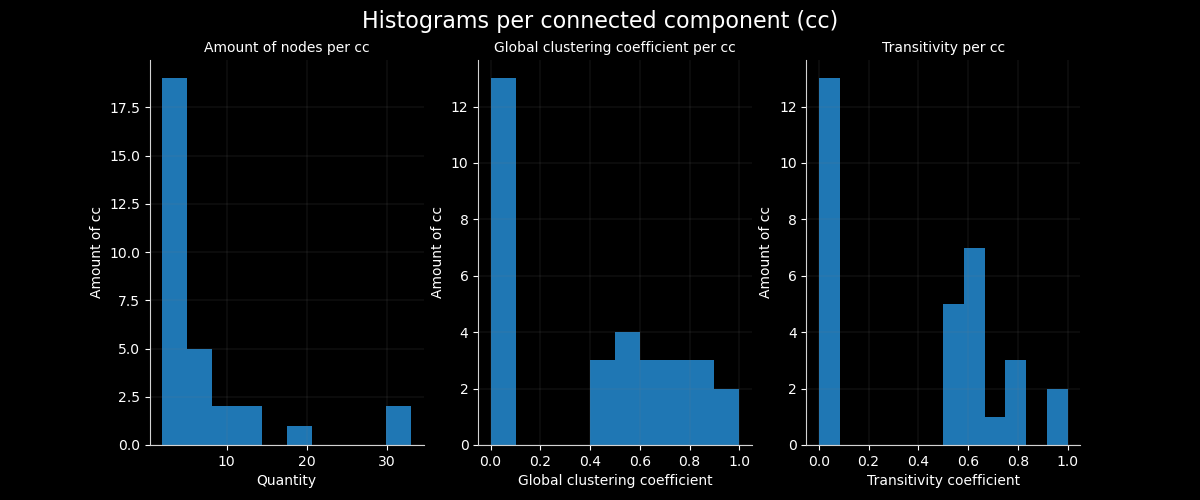 Histograms per connected component (cc)
Amount of nodes per cc
Amount of cc
17.5
15.0
12.5
10.0
7.5
5.0
2.5
0.0
10 20 30
Quantity
Global clustering coefficient per cc
Amount of cc
12
10
8
6
4
2
0
0.0 0.2 0.4 0.6 0.8 1.0
Global clustering coefficient
Transitivity per cc
Amount of cc
12
10
8
6
4
2
0
0.0 0.2 0.4 0.6 0.8 1.0
Transitivity coefficient